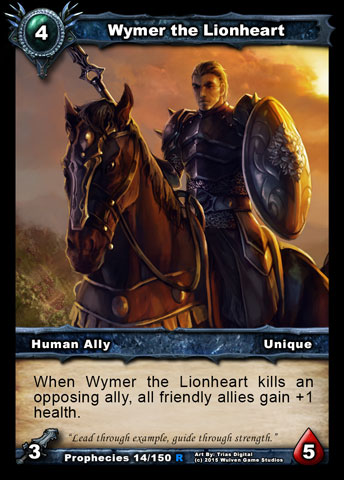 4
Wymer the Lionheart
Human Ally Unique
When Wymer the Lionheart kills an
opposing ally, all friendly allies gain +1
health.
"Lead through example, guide through strength."
3
Prophecies 14/150 R
Art By: Trias Digital
(c) 2015 Wulven Game Studios
5